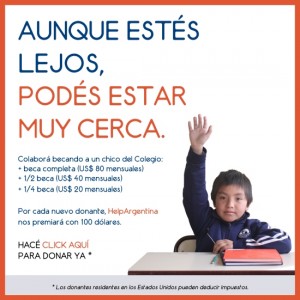 AUNQUE ESTÉS
LEJOS,
PODÉS ESTAR
MUY CERCA.
Colaborá becando a un chico del Colegio:
+ beca completa (US$ 80 mensuales)
+ 1/2 beca (US$ 40 mensuales)
+ 1/4 beca (US$ 20 mensuales)
Por cada nuevo donante, HelpArgentina
nos premiará con 100 dólares.
HACÉ CLICK AQUÍ
PARA DONAR YA *
* Los donantes residentes en los Estados Unidos pueden deducir impuestos.